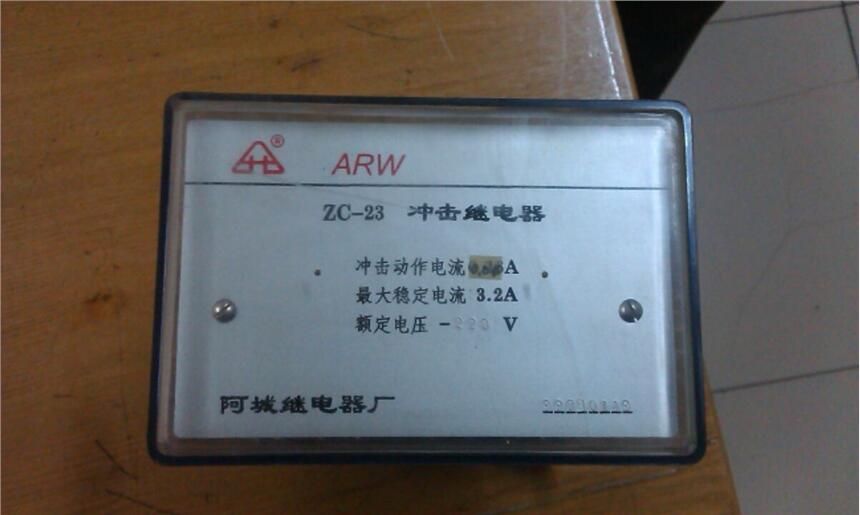 ® ARW
ZC-23 冲击继电器
冲击动作电流 A
最大稳定电流 3.2A
额定电压 -220 V
阿城继电器厂